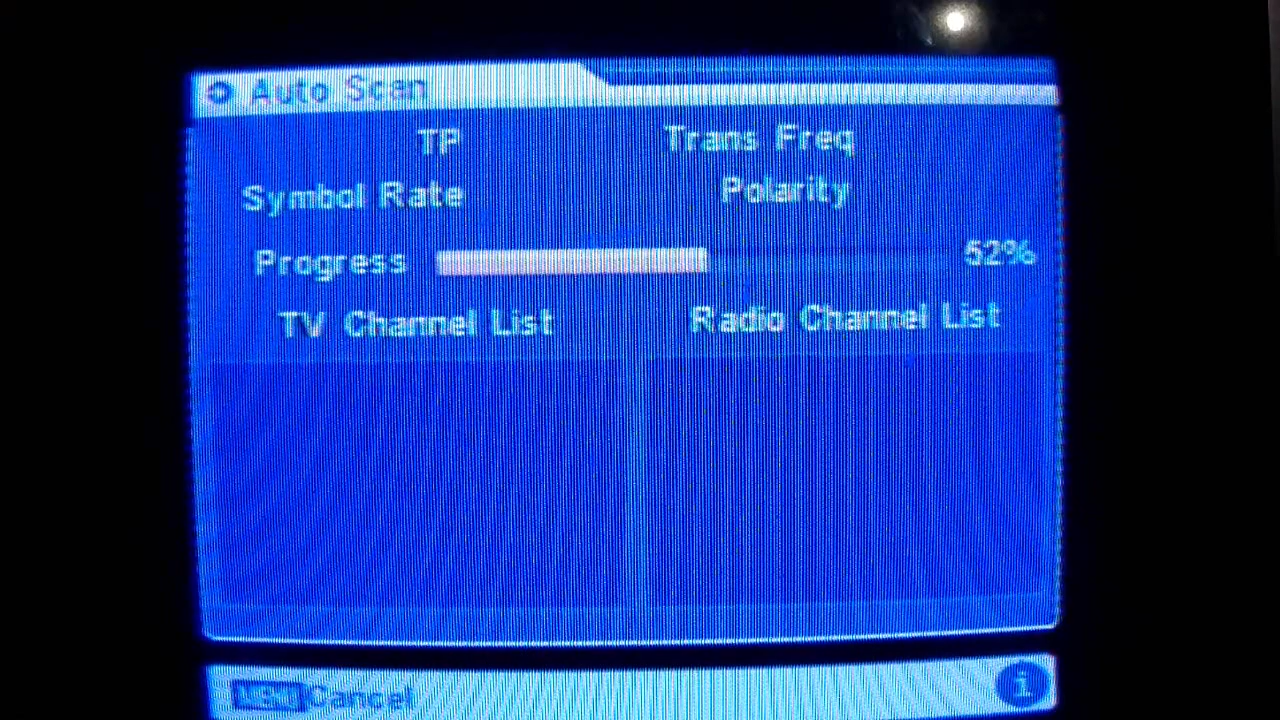 Auto Scan
TP Trans Freq
Symbol Rate Polarity
Progress 52%
TV Channel List Radio Channel List
Cancel i